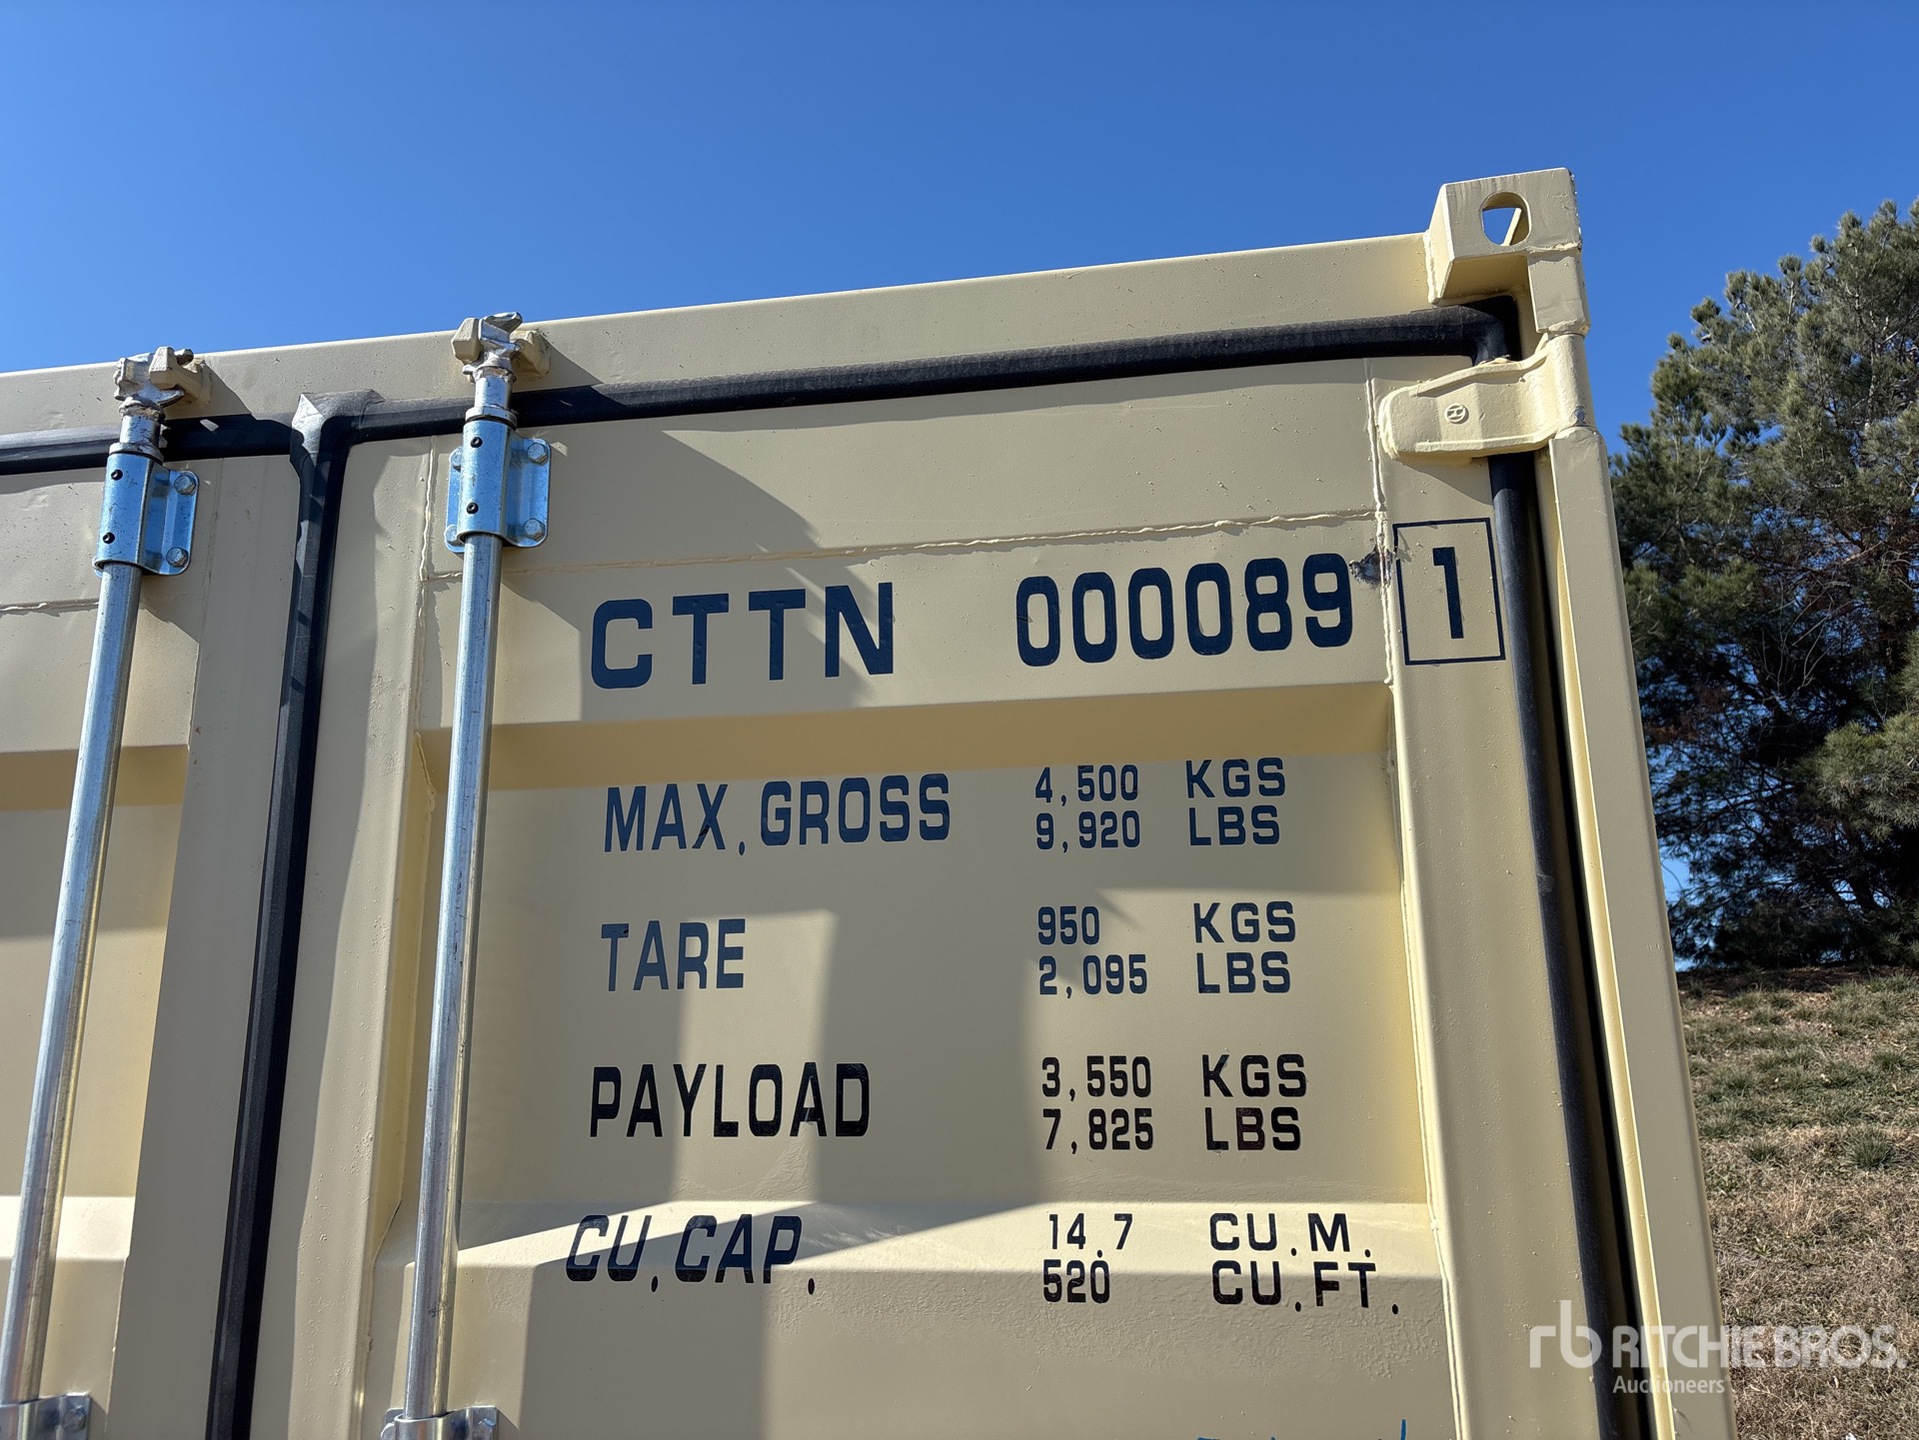 CTTN 000089 1
MAX.GROSS 4,500 KGS
9,920 LBS
TARE 950 KGS
2,095 LBS
PAYLOAD 3,550 KGS
7,825 LBS
CU.CAP. 14.7 CU.M.
520 CU.FT.
rb RITCHIE BROS.
Auctioneers